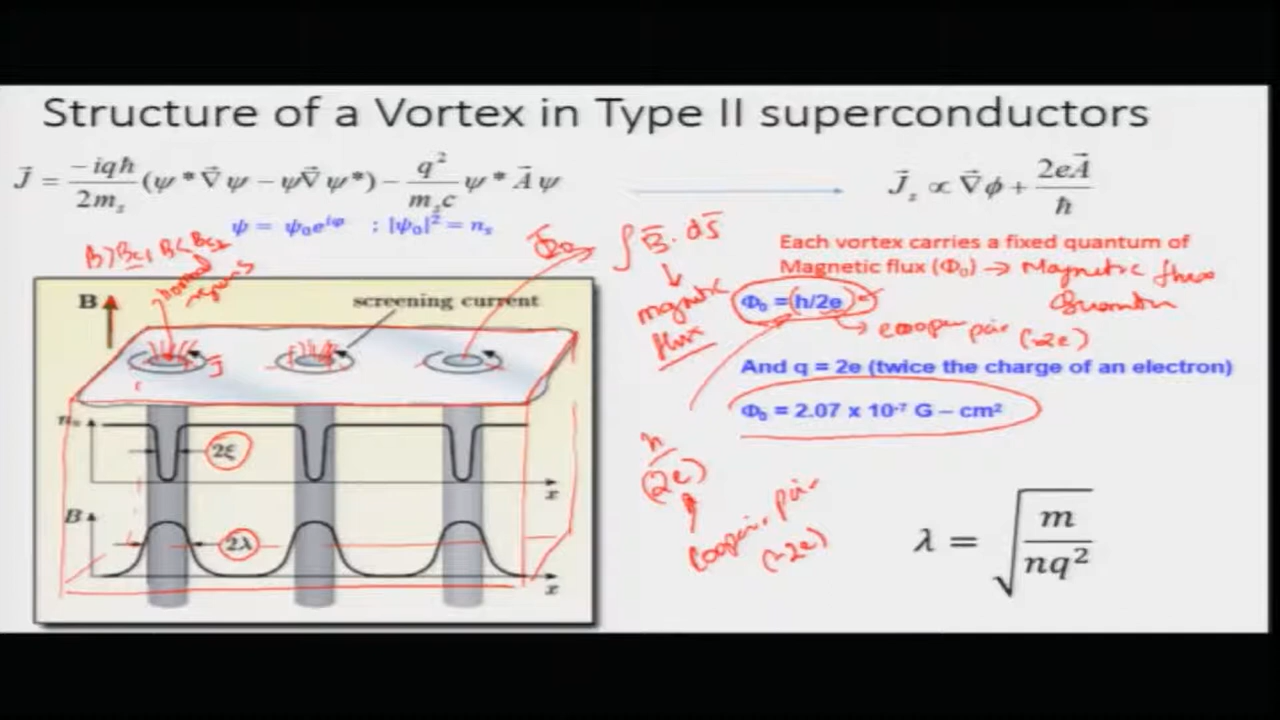 Structure of a Vortex in Type II superconductors
J⃗ = −iqħ/2mₛ (ψ*∇⃗ψ − ψ∇⃗ψ*) − q²/mₛc ψ*A⃗ψ
J⃗ₛ ∝ ∇⃗ϕ + 2eA⃗/ħ
ψ = ψ₀e^{iφ} ; |ψ₀|² = nₛ
B>Bc1 B<Bc2
normal
regions
Φ₀
∫ B⃗. dS⃗
magnetic
flux
Each vortex carries a fixed quantum of
Magnetic flux (Φ₀) → Magnetic flux
Quantum
Φ₀ = (h/2e)
cooper pair (-2e)
And q = 2e (twice the charge of an electron)
Φ₀ = 2.07 x 10⁻⁷ G – cm²
B
screening current
J
2ξ
x
B
2λ
x
h
(2e)
cooper pair
(-2e)
λ = √(m/nq²)